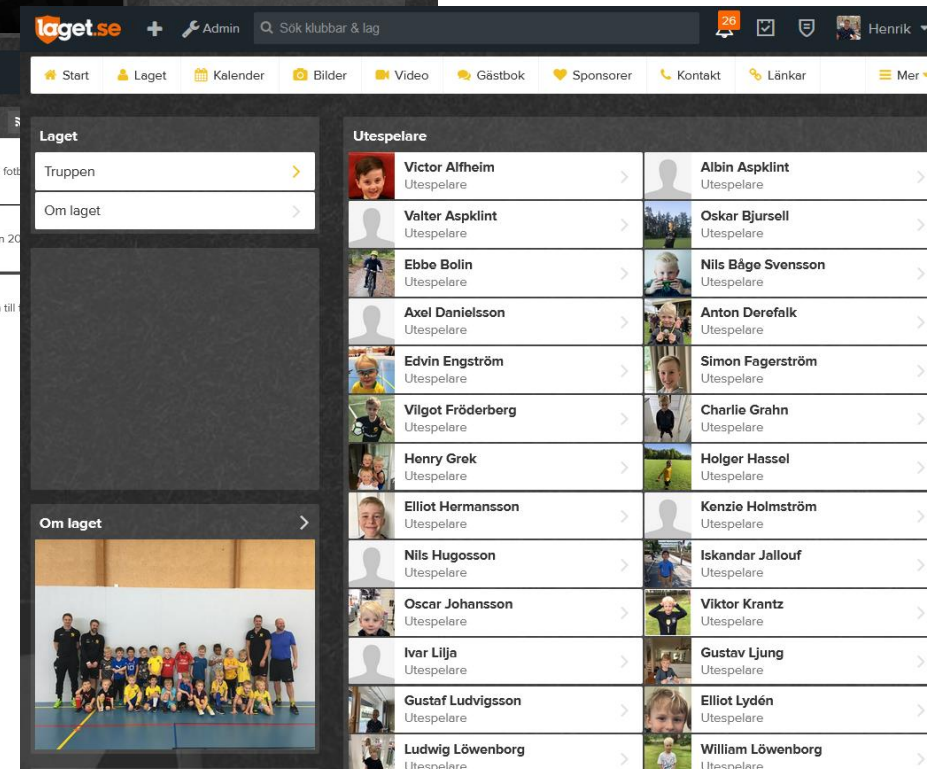 laget.se
Admin
Sök klubbar & lag
26
Henrik
Start
Laget
Kalender
Bilder
Video
Gästbok
Sponsorer
Kontakt
Länkar
Mer
Laget
Truppen
Om laget
Om laget
Utespelare
Victor Alfheim
Utespelare
Albin Aspklint
Utespelare
Valter Aspklint
Utespelare
Oskar Bjursell
Utespelare
Ebbe Bolin
Utespelare
Nils Båge Svensson
Utespelare
Axel Danielsson
Utespelare
Anton Derefalk
Utespelare
Edvin Engström
Utespelare
Simon Fagerström
Utespelare
Vilgot Fröderberg
Utespelare
Charlie Grahn
Utespelare
Henry Grek
Utespelare
Holger Hassel
Utespelare
Elliot Hermansson
Utespelare
Kenzie Holmström
Utespelare
Nils Hugosson
Utespelare
Iskandar Jallouf
Utespelare
Oscar Johansson
Utespelare
Viktor Krantz
Utespelare
Ivar Lilja
Utespelare
Gustav Ljung
Utespelare
Gustaf Ludvigsson
Utespelare
Elliot Lydén
Utespelare
Ludwig Löwenborg
Utespelare
William Löwenborg
Utespelare